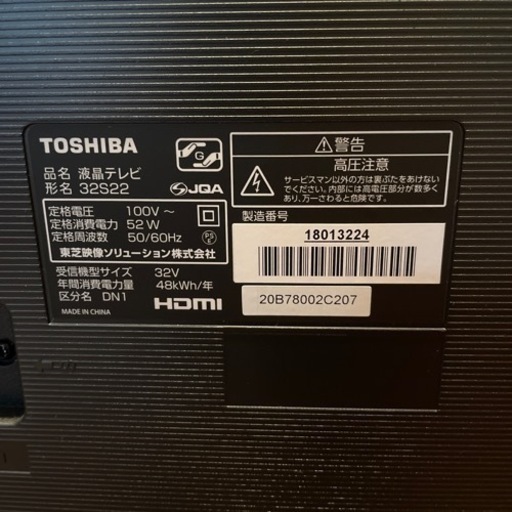 TOSHIBA
品名 液晶テレビ
形名 32S22
JQA
定格電圧 100V～
定格消費電力 52W
定格周波数 50/60Hz
東芝映像ソリューション株式会社
受信機型サイズ 32V
年間消費電力量 48kWh/年
区分名 DN1
MADE IN CHINA
HDMI
警告
高圧注意
サービスマン以外の方は裏ぶたをあけない
でください。内部には高電圧部分が数多く
あり、万一さわると危険です。
製造番号
18013224
20B78002C207